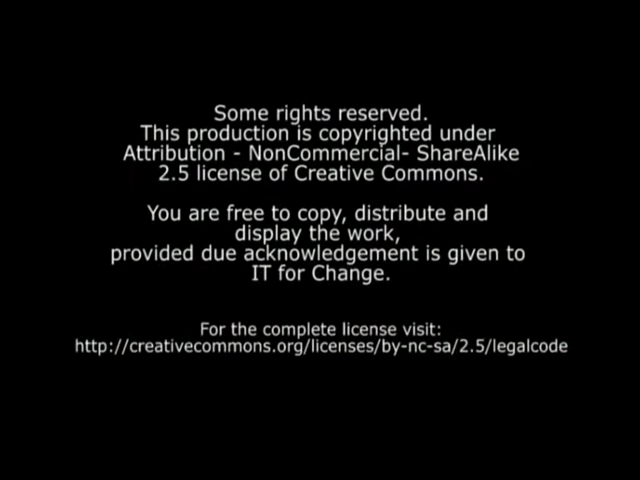 Some rights reserved.
This production is copyrighted under
Attribution - NonCommercial- ShareAlike
2.5 license of Creative Commons.
You are free to copy, distribute and
display the work,
provided due acknowledgement is given to
IT for Change.
For the complete license visit:
http://creativecommons.org/licenses/by-nc-sa/2.5/legalcode